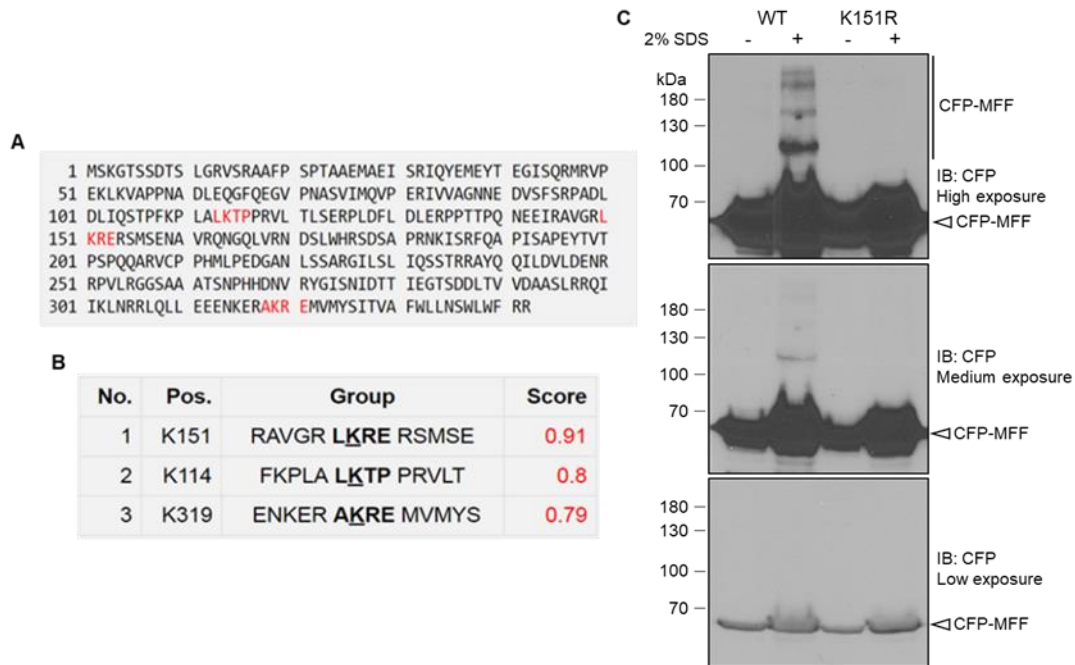 A
1 MSKGTSSDTS LGRVSRAAFP SPTAAEMAEI SRIQYEMEYT EGISQRMRVP
51 EKLKVAPPNA DLEQGFQEGV PNASVIMQVP ERIVVAGNNE DVSFSRPADL
101 DLIQSTPFKP LALKTPPRVL TLSERPLDFL DLERPPTTPQ NEEIRAVGRL
151 KRERSMSENA VRQNGQLVRN DSLWHRSDSA PRNKISRFQA PISAPEYTVT
201 PSPQQARVCP PHMLPEDGAN LSSARGILSL IQSSTRRAYQ QILDVLDENR
251 RPVLRGGSAA ATSNPHHDNV RYGISNIDTT IEGTSDDLTV VDAASLRRQI
301 IKLNRRLQLL EEENKERAKR EMVMYSITVA FWLLNSWLWF RR
B
No. Pos. Group Score
1 K151 RAVGR LKRE RSMSE 0.91
2 K114 FKPLA LKTP PRVLT 0.8
3 K319 ENKER AKRE MVMYS 0.79
C
WT K151R
2% SDS - + - +
kDa
180
130
100
70
CFP-MFF
IB: CFP
High exposure
CFP-MFF
180
130
100
70
IB: CFP
Medium exposure
CFP-MFF
180
130
100
70
IB: CFP
Low exposure
CFP-MFF